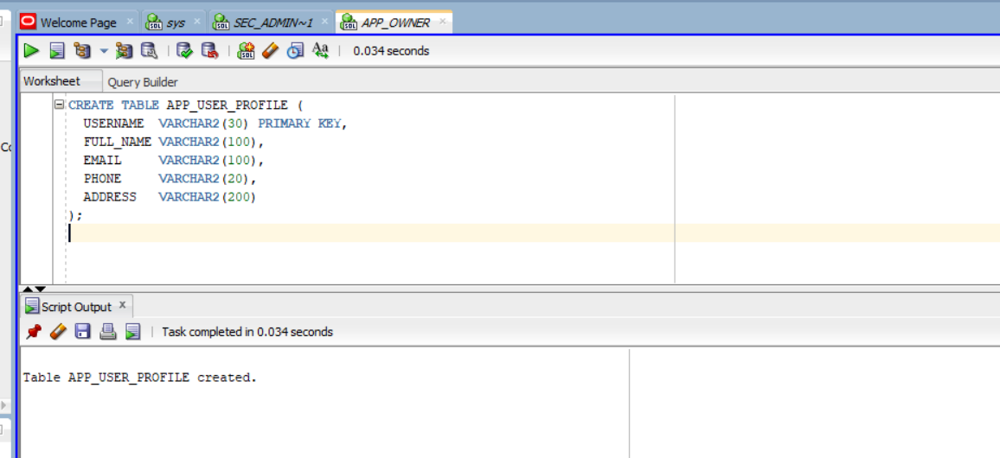 Welcome Page
sys
SEC_ADMIN~1
APP_OWNER
0.034 seconds
Worksheet
Query Builder
CREATE TABLE APP_USER_PROFILE (
  USERNAME  VARCHAR2(30) PRIMARY KEY,
  FULL_NAME VARCHAR2(100),
  EMAIL     VARCHAR2(100),
  PHONE     VARCHAR2(20),
  ADDRESS   VARCHAR2(200)
);
Script Output
Task completed in 0.034 seconds
Table APP_USER_PROFILE created.